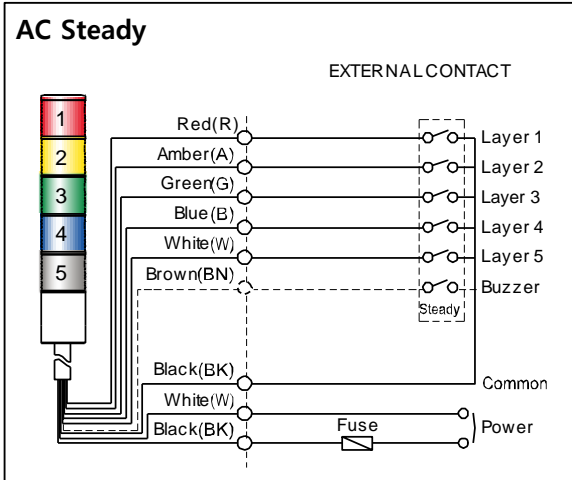 AC Steady
EXTERNAL CONTACT
1
2
3
4
5
Red(R)
Layer 1
Amber(A)
Layer 2
Green(G)
Layer 3
Blue(B)
Layer 4
White(W)
Layer 5
Brown(BN)
Buzzer
Steady
Black(BK)
Common
White(W)
Black(BK)
Fuse
Power